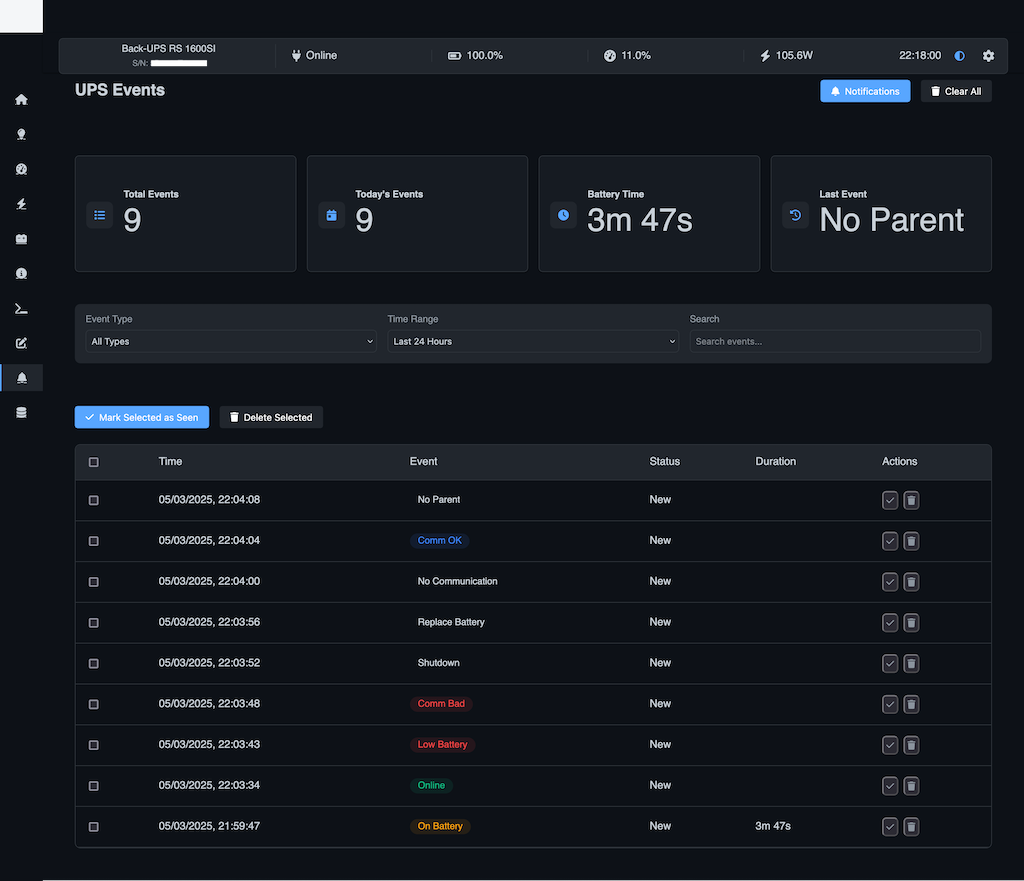 Back-UPS RS 1600SI
S/N:
Online
100.0%
11.0%
105.6W
22:18:00
UPS Events
Notifications
Clear All
Total Events
9
Today's Events
9
Battery Time
3m 47s
Last Event
No Parent
Event Type
Time Range
Search
All Types
Last 24 Hours
Search events...
Mark Selected as Seen
Delete Selected
Time Event Status Duration Actions
05/03/2025, 22:04:08 No Parent New
05/03/2025, 22:04:04 Comm OK New
05/03/2025, 22:04:00 No Communication New
05/03/2025, 22:03:56 Replace Battery New
05/03/2025, 22:03:52 Shutdown New
05/03/2025, 22:03:48 Comm Bad New
05/03/2025, 22:03:43 Low Battery New
05/03/2025, 22:03:34 Online New
05/03/2025, 21:59:47 On Battery New 3m 47s